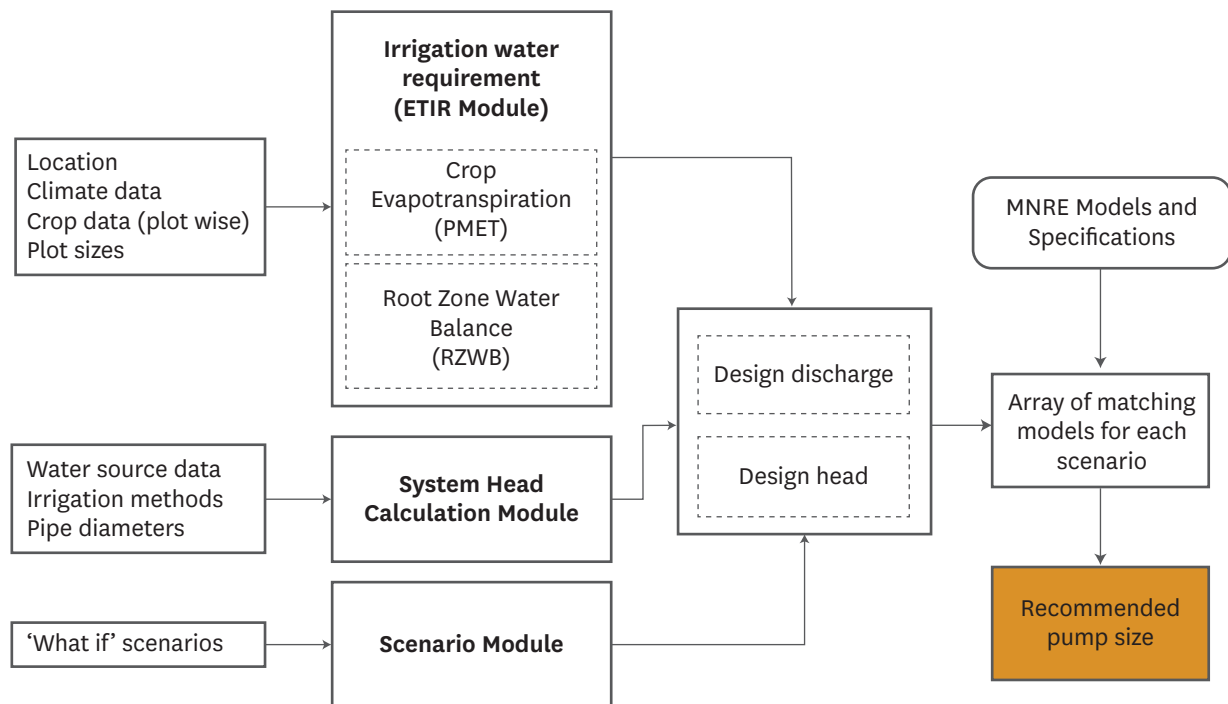 Irrigation water
requirement
(ETIR Module)
Location
Climate data
Crop data (plot wise)
Plot sizes
Crop
Evapotranspiration
(PMET)
Root Zone Water
Balance
(RZWB)
Water source data
Irrigation methods
Pipe diameters
System Head
Calculation Module
‘What if’ scenarios
Scenario Module
Design discharge
Design head
MNRE Models and
Specifications
Array of matching
models for each
scenario
Recommended
pump size